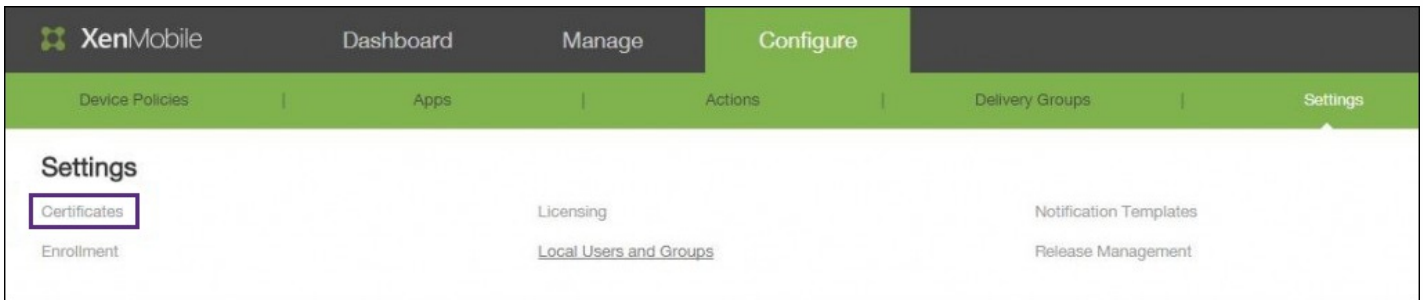 XenMobile Dashboard Manage Configure
Device Policies | Apps | Actions | Delivery Groups | Settings
Settings
Certificates Licensing Notification Templates
Enrollment Local Users and Groups Release Management